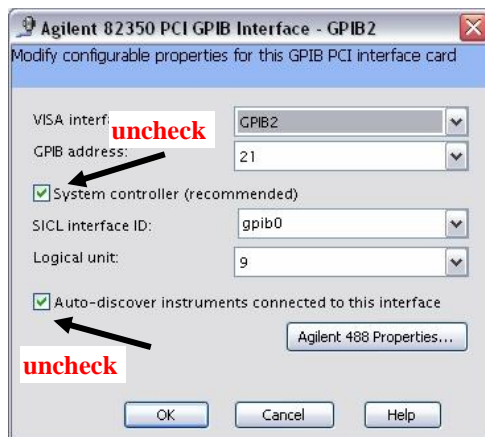 Agilent 82350 PCI GPIB Interface - GPIB2
Modify configurable properties for this GPIB PCI interface card
VISA interf
uncheck
GPIB2
GPIB address:
21
System controller (recommended)
SICL interface ID:
gpib0
Logical unit:
9
Auto-discover instruments connected to this interface
uncheck
Agilent 488 Properties...
OK
Cancel
Help